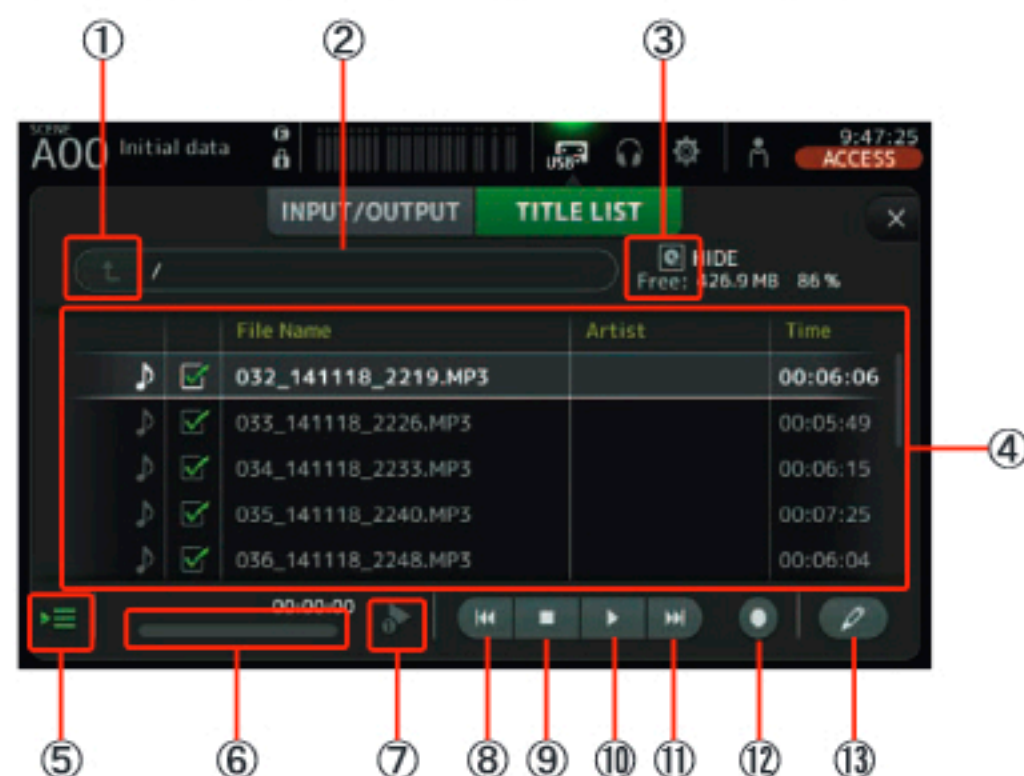 ① ② ③
SCENE
A00 Initial data USB 9:47:25
ACCESS
INPUT/OUTPUT TITLE LIST
/ HIDE
Free: 426.9 MB 86 %
File Name Artist Time
032_141118_2219.MP3 00:06:06
033_141118_2226.MP3 00:05:49
④
034_141118_2233.MP3 00:06:15
035_141118_2240.MP3 00:07:25
036_141118_2248.MP3 00:06:04
00:00:00
⑤ ⑥ ⑦ ⑧ ⑨ ⑩ ⑪ ⑫ ⑬